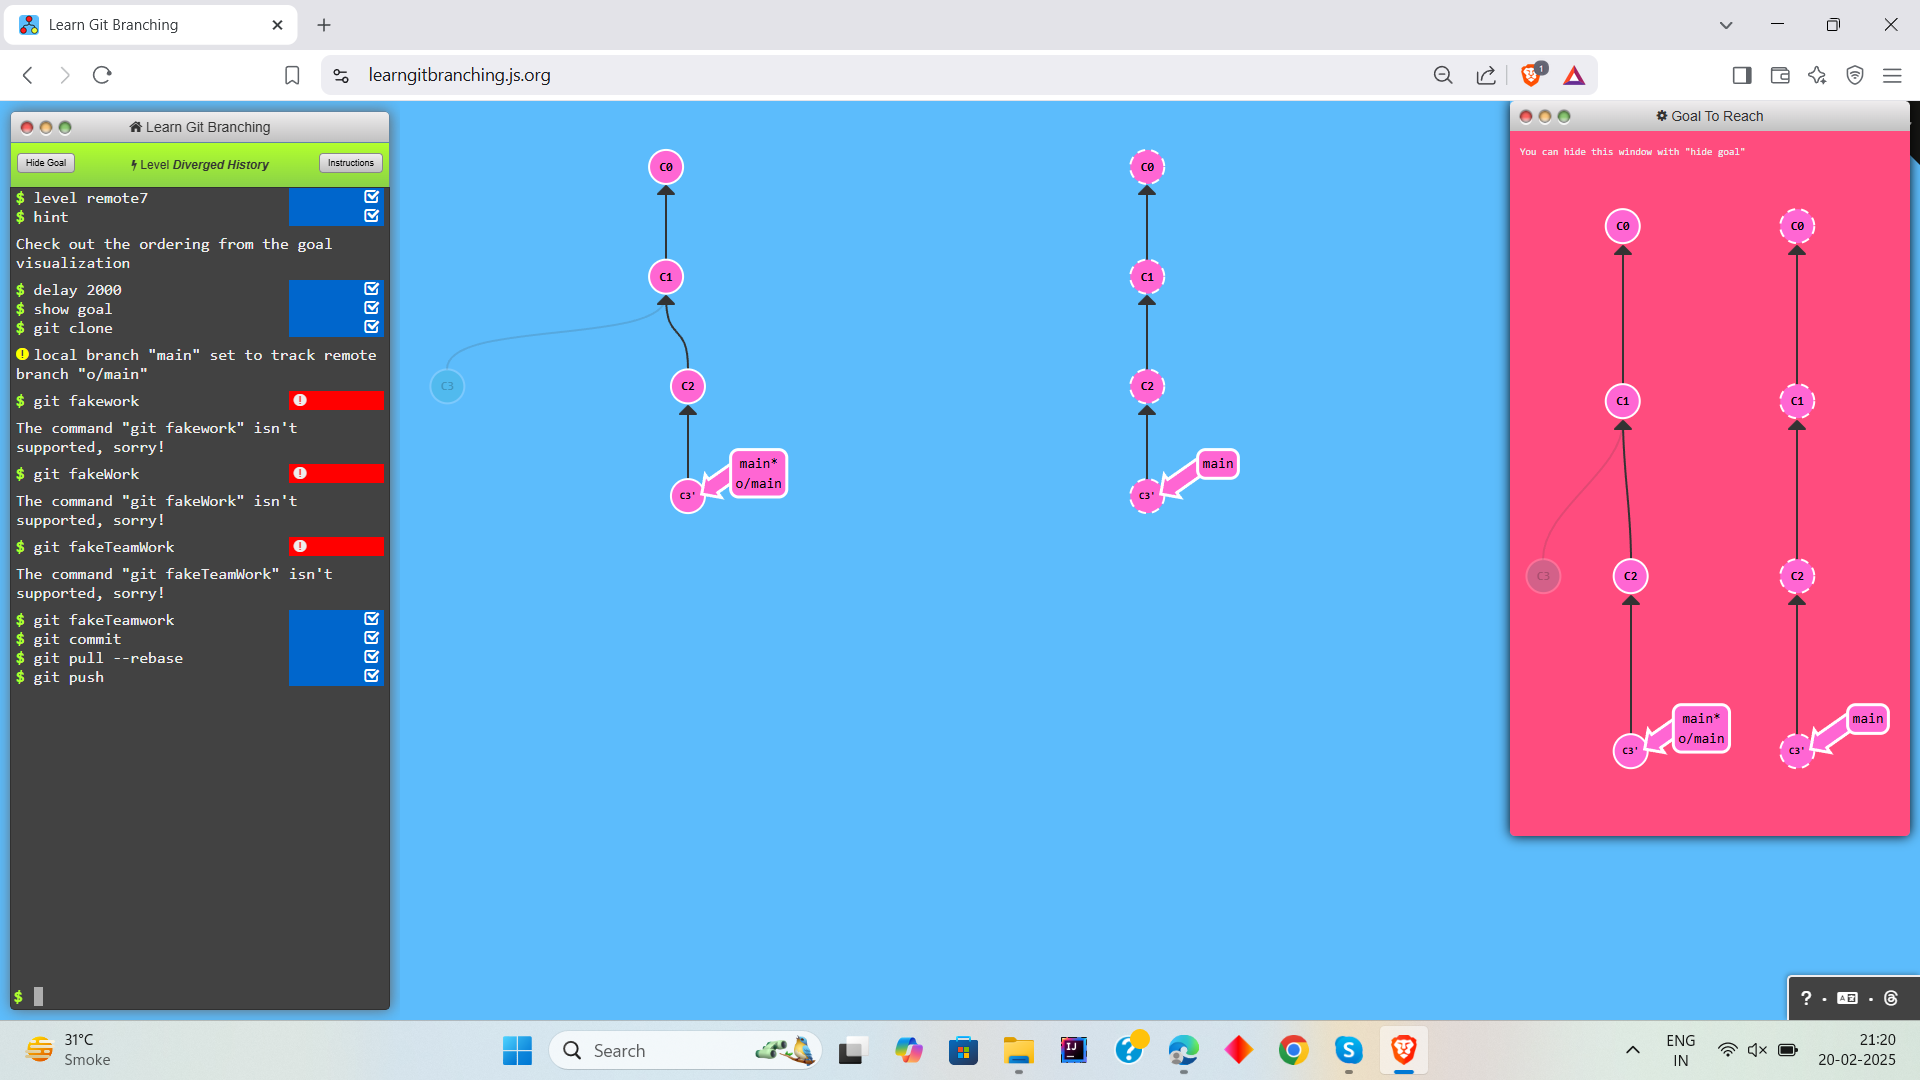 Learn Git Branching
learngitbranching.js.org
1
Learn Git Branching
Hide Goal
Level Diverged History
Instructions
$ level remote7
$ hint
Check out the ordering from the goal
visualization
$ delay 2000
$ show goal
$ git clone
local branch "main" set to track remote
branch "o/main"
$ git fakework
The command "git fakework" isn't
supported, sorry!
$ git fakeWork
The command "git fakeWork" isn't
supported, sorry!
$ git fakeTeamWork
The command "git fakeTeamWork" isn't
supported, sorry!
$ git fakeTeamwork
$ git commit
$ git pull --rebase
$ git push
$
C0
C1
C3
C2
main*
o/main
C3'
C0
C1
C2
main
C3'
Goal To Reach
You can hide this window with "hide goal"
C0
C0
C1
C1
C3
C2
C2
main*
o/main
main
C3'
C3'
31°C
Smoke
Search
IJ
ENG
IN
21:20
20-02-2025